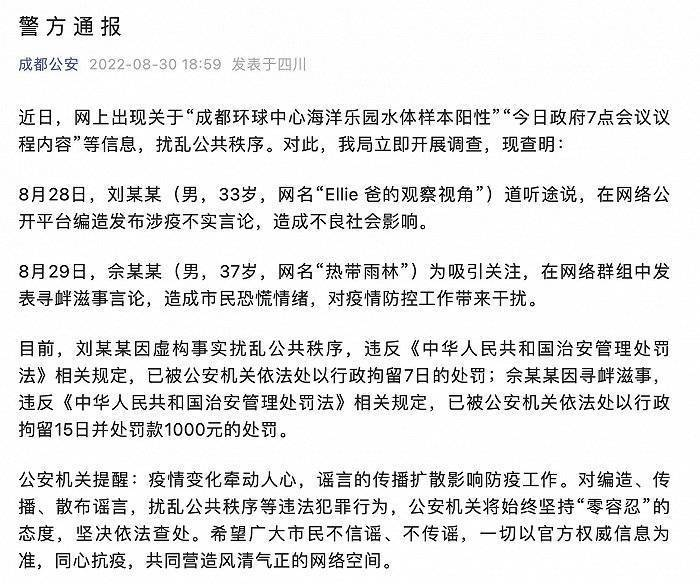 警方通报
成都公安 2022-08-30 18:59 发表于四川
近日，网上出现关于“成都环球中心海洋乐园水体样本阳性”“今日政府7点会议议
程内容”等信息，扰乱公共秩序。对此，我局立即开展调查，现查明：
8月28日，刘某某（男，33岁，网名“Ellie 爸的观察视角”）道听途说，在网络公
开平台编造发布涉疫不实言论，造成不良社会影响。
8月29日，佘某某（男，37岁，网名“热带雨林”）为吸引关注，在网络群组中发
表寻衅滋事言论，造成市民恐慌情绪，对疫情防控工作带来干扰。
目前，刘某某因虚构事实扰乱公共秩序，违反《中华人民共和国治安管理处罚
法》相关规定，已被公安机关依法处以行政拘留7日的处罚；佘某某因寻衅滋事，
违反《中华人民共和国治安管理处罚法》相关规定，已被公安机关依法处以行政
拘留15日并处罚款1000元的处罚。
公安机关提醒：疫情变化牵动人心，谣言的传播扩散影响防疫工作。对编造、传
播、散布谣言，扰乱公共秩序等违法犯罪行为，公安机关将始终坚持“零容忍”的
态度，坚决依法查处。希望广大市民不信谣、不传谣，一切以官方权威信息为
准，同心抗疫，共同营造风清气正的网络空间。